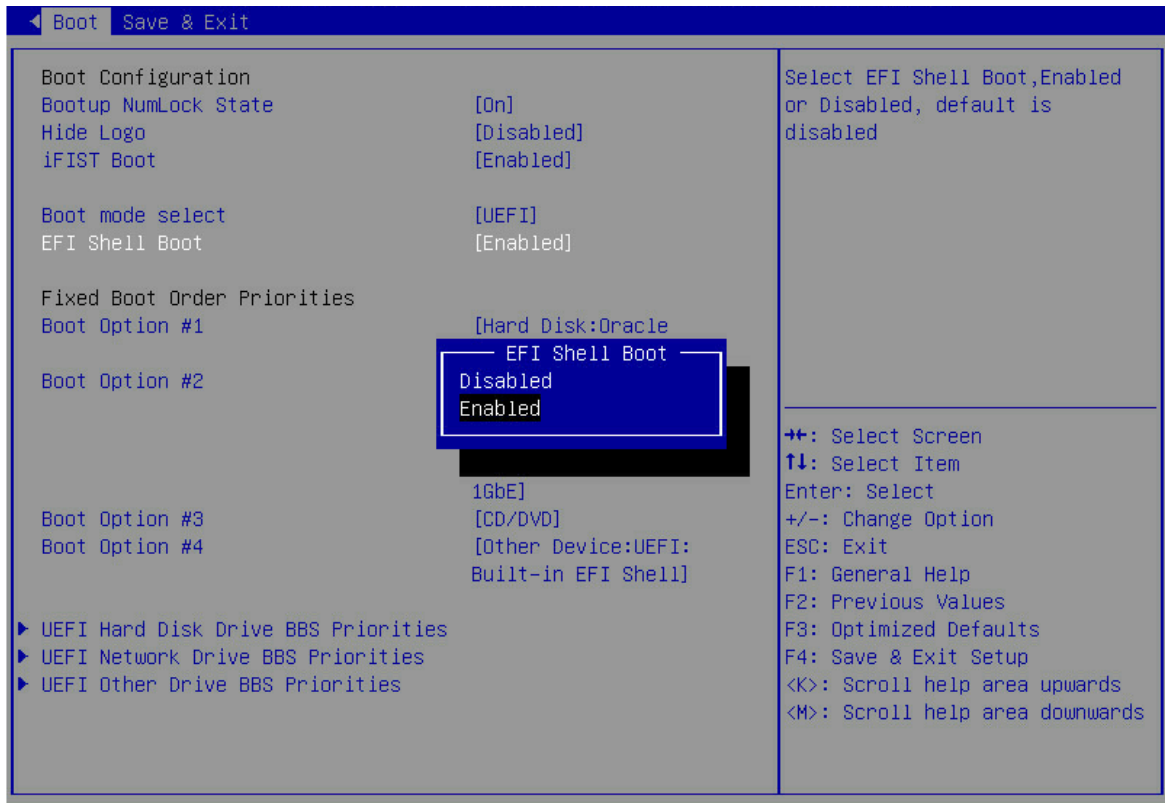 Boot Save & Exit
Boot Configuration
Bootup NumLock State [On]
Hide Logo [Disabled]
iFIST Boot [Enabled]
Boot mode select [UEFI]
EFI Shell Boot [Enabled]
Fixed Boot Order Priorities
Boot Option #1 [Hard Disk:Oracle
Boot Option #2
EFI Shell Boot
Disabled
Enabled
1GbE]
Boot Option #3 [CD/DVD]
Boot Option #4 [Other Device:UEFI:
Built-in EFI Shell]
UEFI Hard Disk Drive BBS Priorities
UEFI Network Drive BBS Priorities
UEFI Other Drive BBS Priorities
Select EFI Shell Boot,Enabled
or Disabled, default is
disabled
→←: Select Screen
↑↓: Select Item
Enter: Select
+/-: Change Option
ESC: Exit
F1: General Help
F2: Previous Values
F3: Optimized Defaults
F4: Save & Exit Setup
<K>: Scroll help area upwards
<M>: Scroll help area downwards